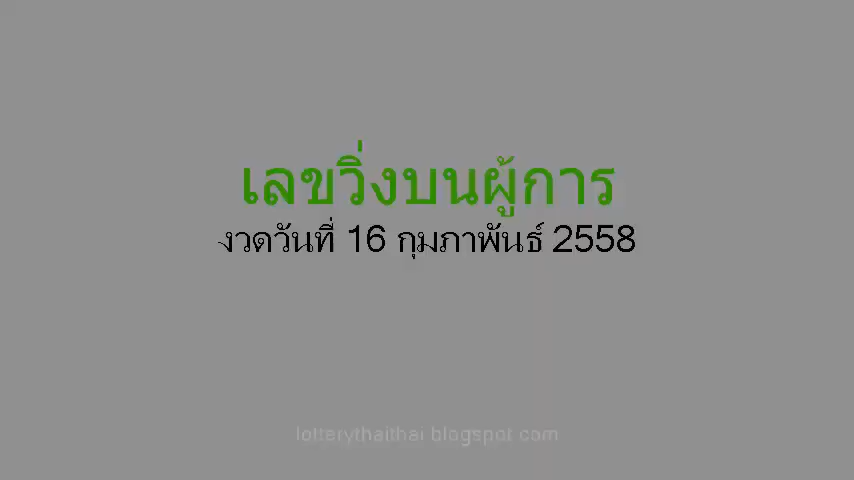 เลขวิ่งบนผู้การ
งวดวันที่ 16 กุมภาพันธ์ 2558
lotterythaithai.blogspot.com